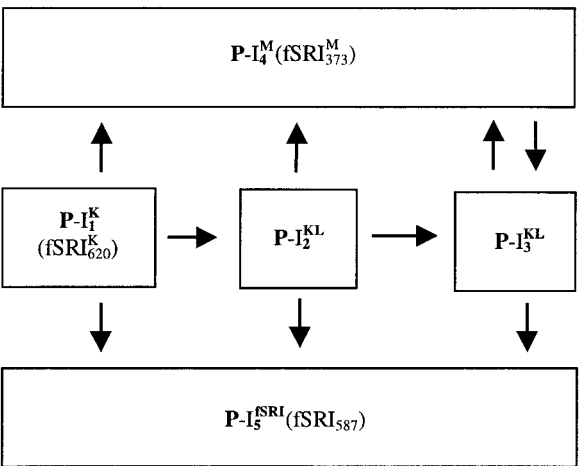 P-I₄ᴹ(fSRI₃₇₃ᴹ)
P-I₁ᴷ
(fSRI₆₂₀ᴷ)
P-I₂ᴷᴸ
P-I₃ᴷᴸ
P-I₅ᶠSRI(fSRI₅₈₇)